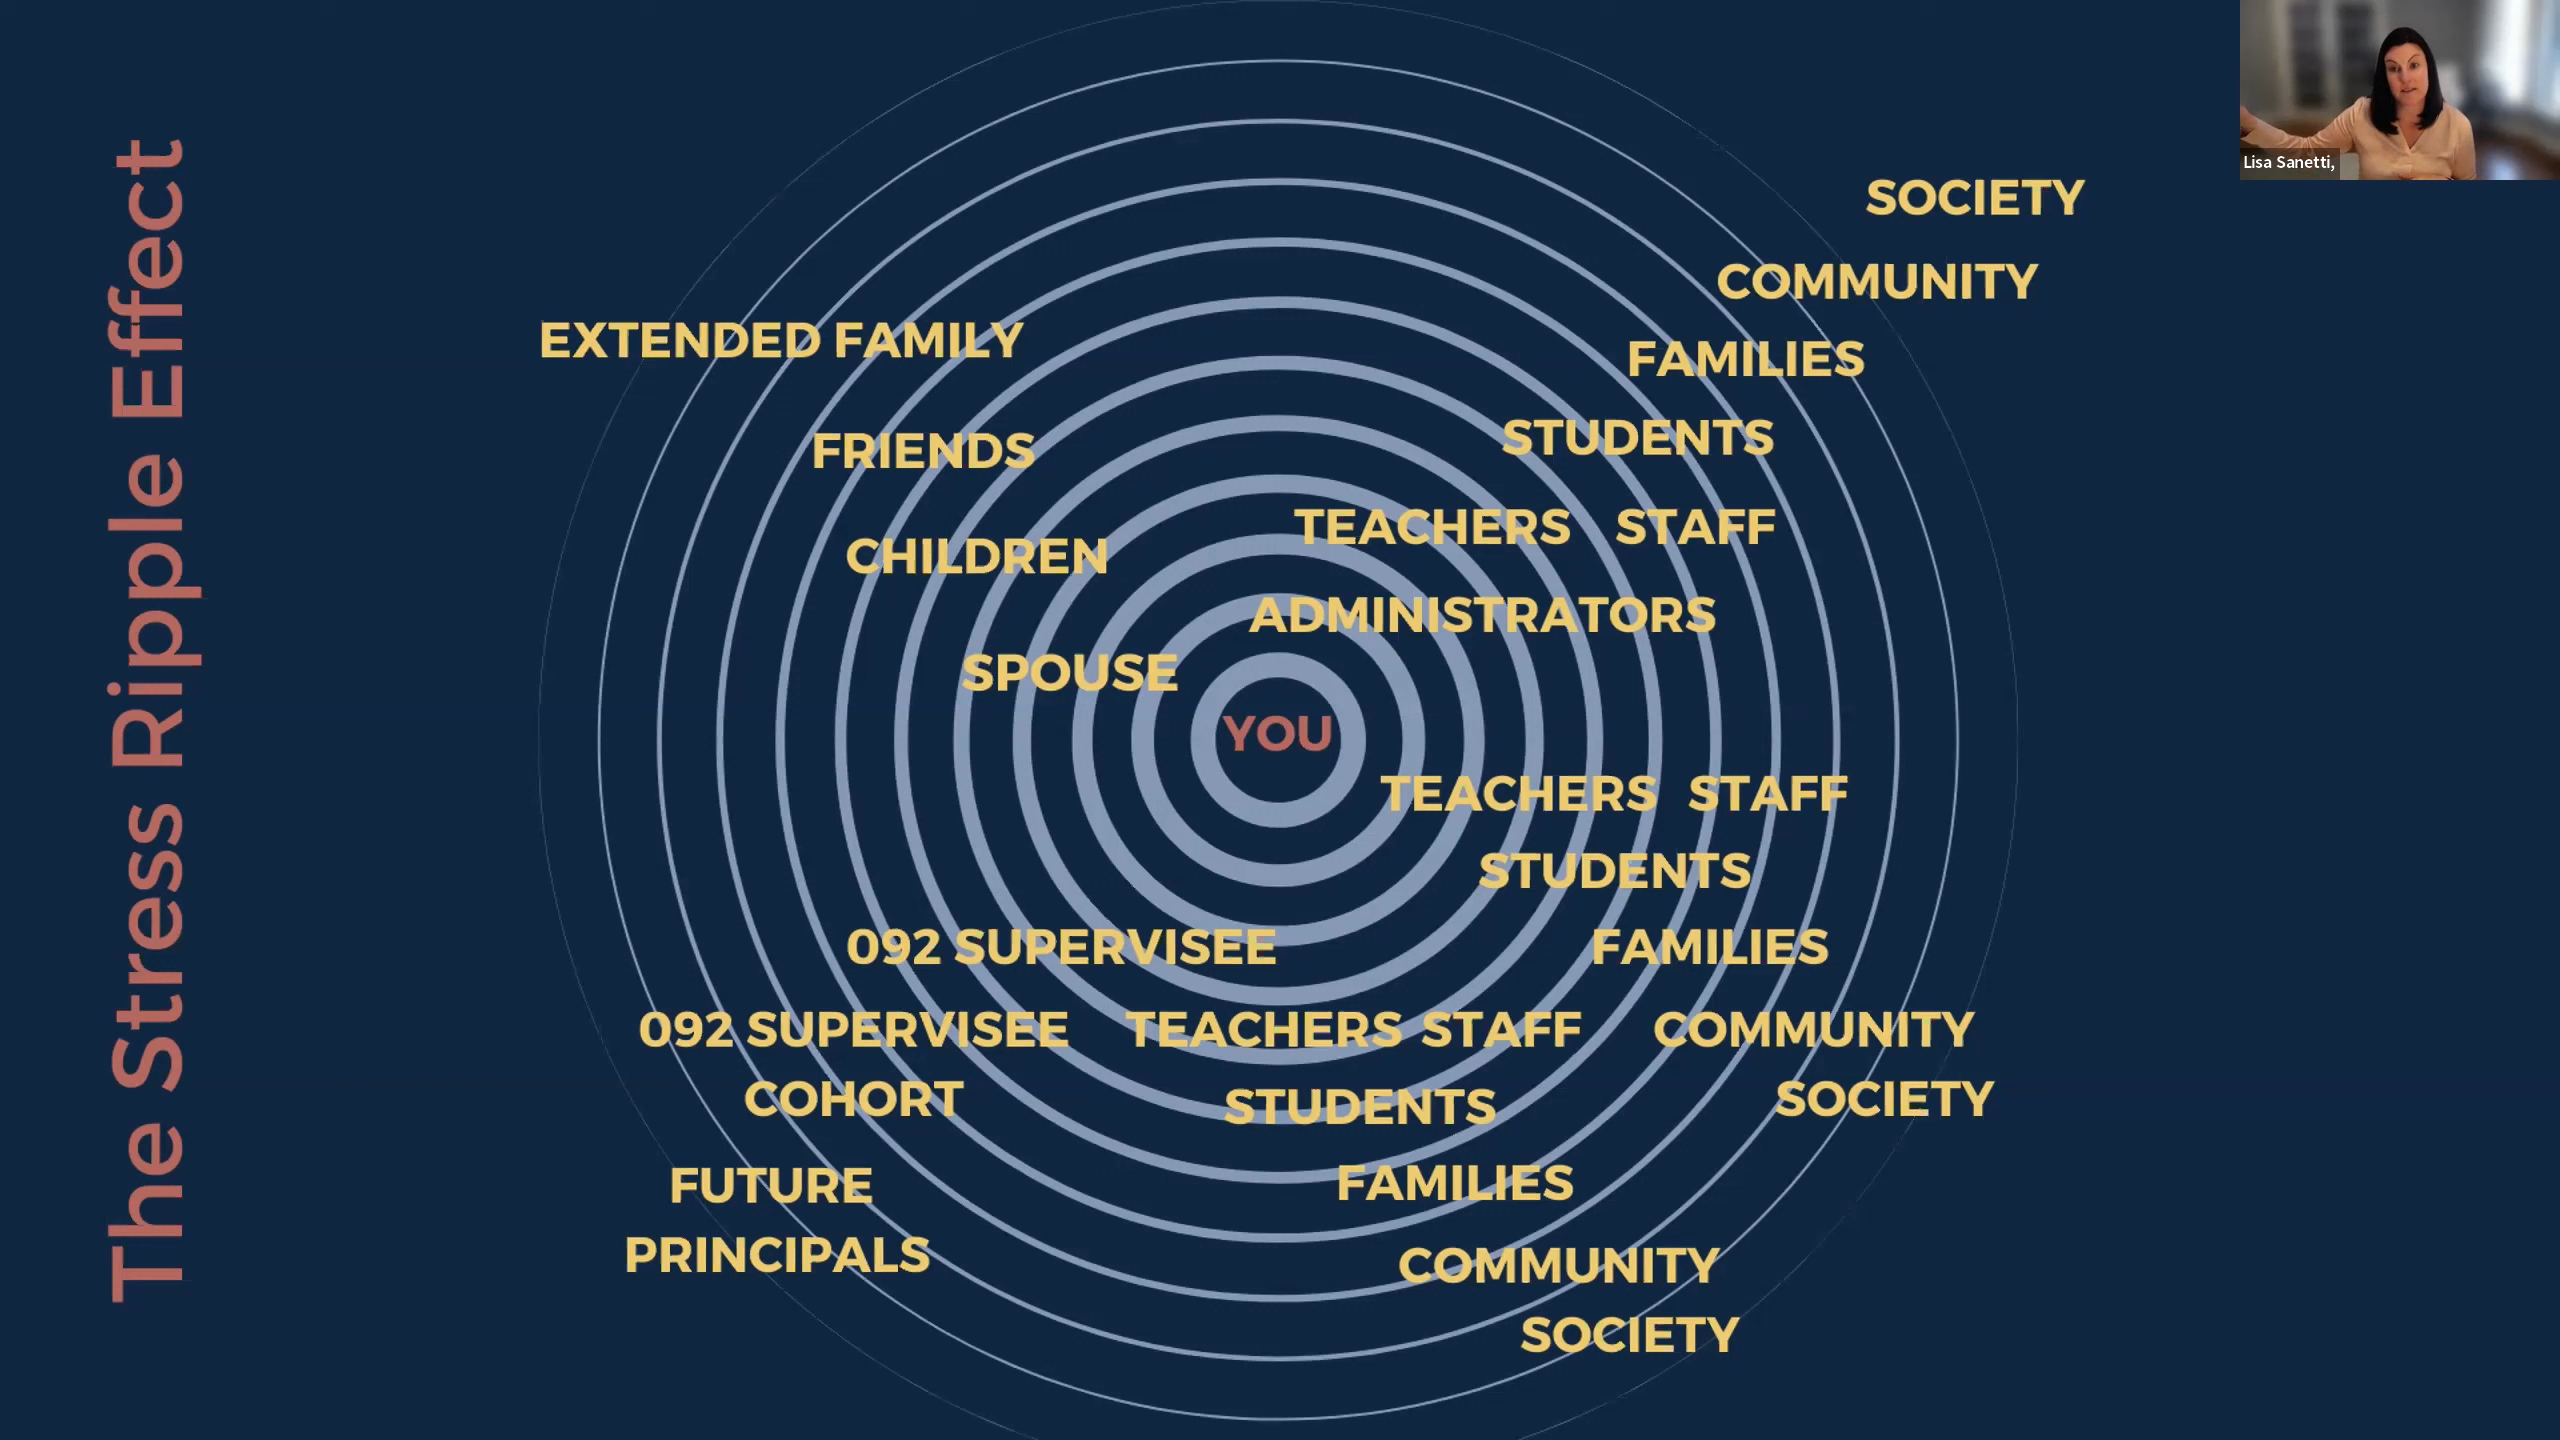 The Stress Ripple Effect
Lisa Sanetti,
SOCIETY
COMMUNITY
EXTENDED FAMILY
FAMILIES
FRIENDS
STUDENTS
TEACHERS STAFF
CHILDREN
ADMINISTRATORS
SPOUSE
YOU
TEACHERS STAFF
STUDENTS
092 SUPERVISEE
FAMILIES
092 SUPERVISEE
COHORT
TEACHERS STAFF
COMMUNITY
STUDENTS
SOCIETY
FUTURE
PRINCIPALS
FAMILIES
COMMUNITY
SOCIETY